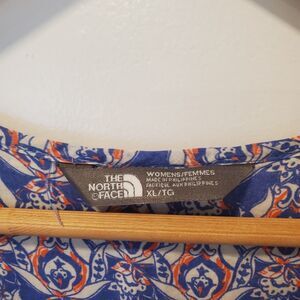 THE
NORTH
FACE
WOMENS/FEMMES
MADE IN PHILIPPINES
FABRIQUÉ AUX PHILIPPINES
XL/TG